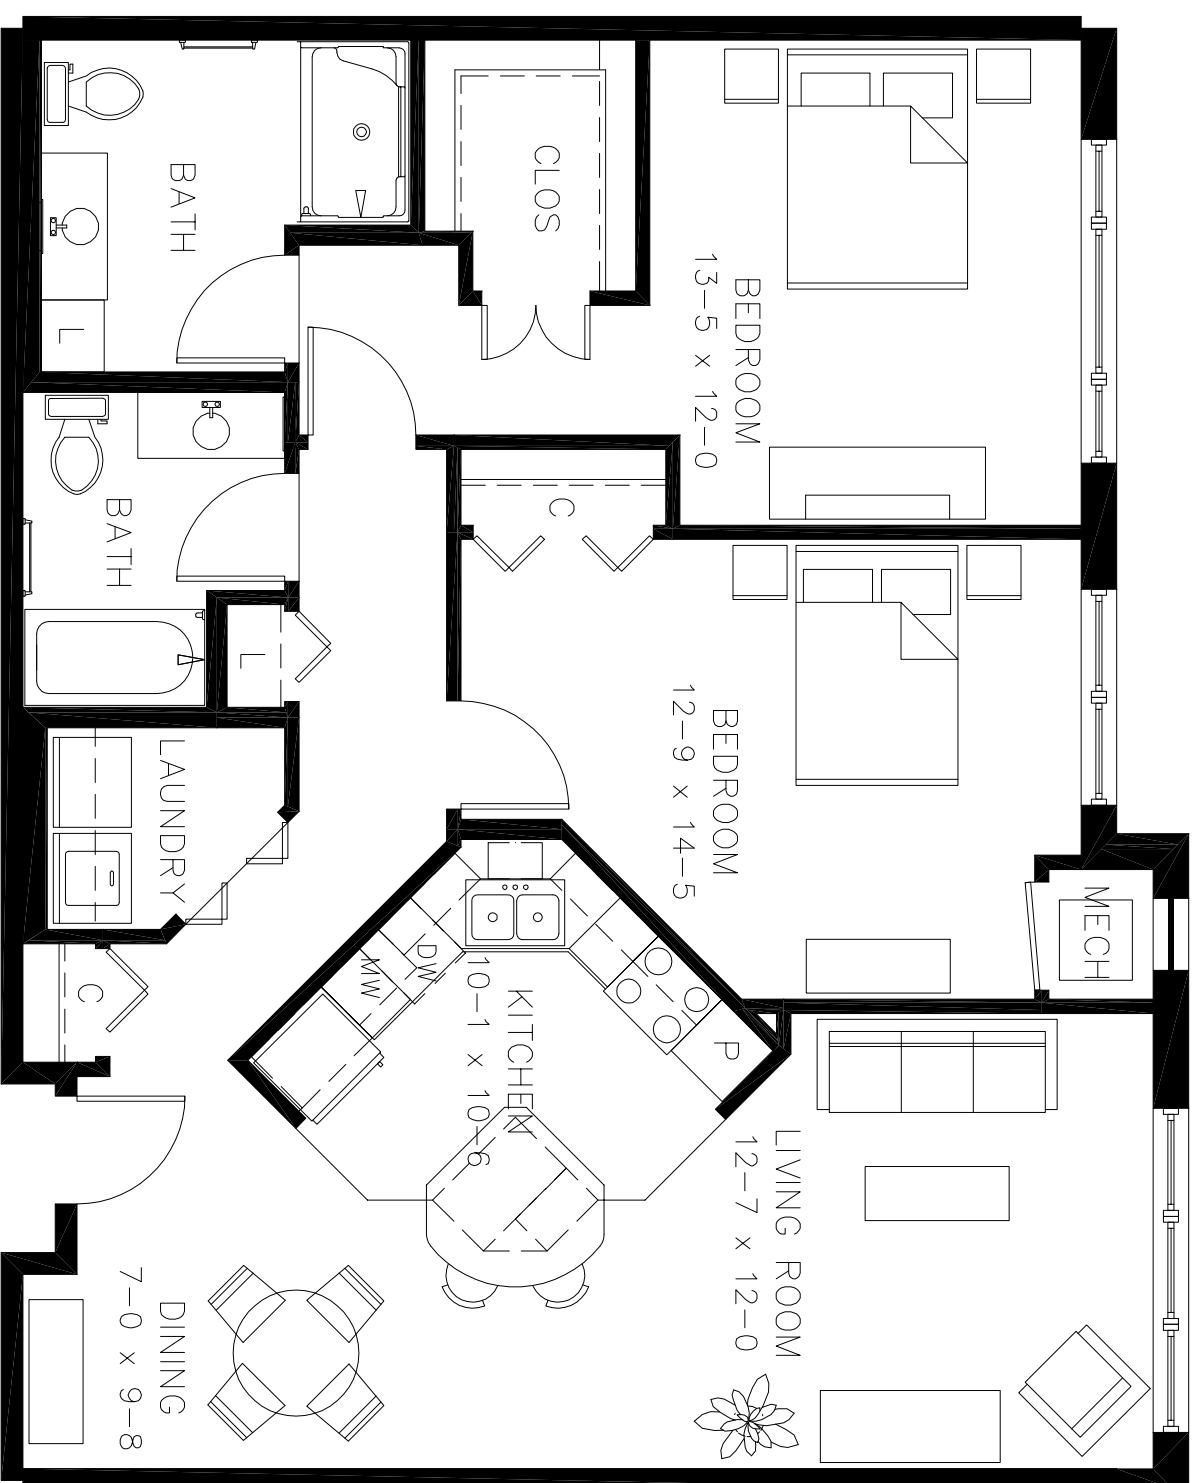 BATH
CLOS
BEDROOM
13-5 x 12-0
L
BATH
C
L
BEDROOM
12-9 x 14-5
LAUNDRY
MECH
C
DW
MW
KITCHEN
10-1 x 10-6
P
LIVING ROOM
12-7 x 12-0
DINING
7-0 x 9-8